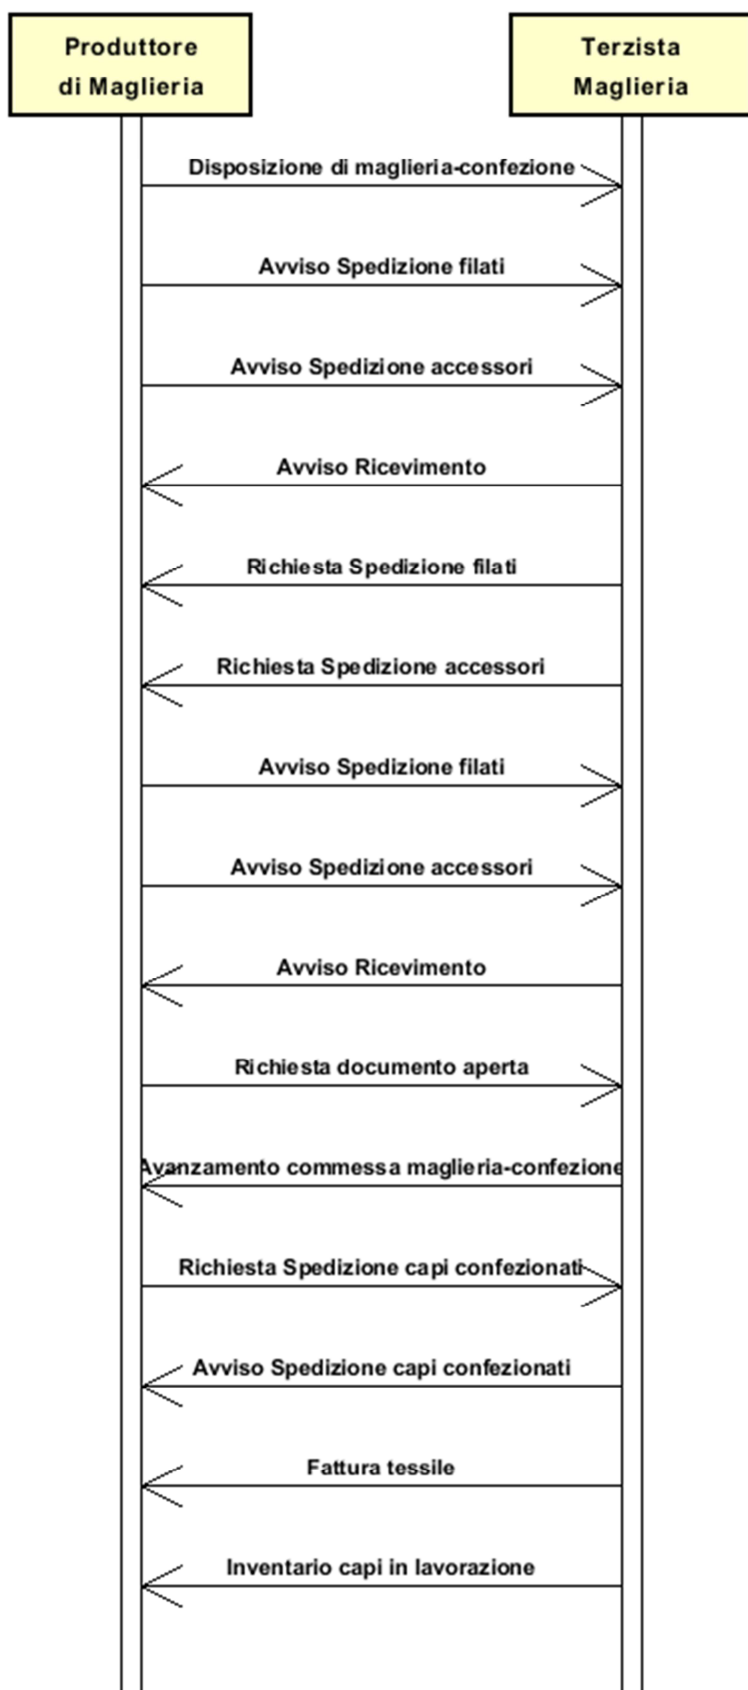 Produttore
di Maglieria
Terzista
Maglieria
Disposizione di maglieria-confezione
Avviso Spedizione filati
Avviso Spedizione accessori
Avviso Ricevimento
Richiesta Spedizione filati
Richiesta Spedizione accessori
Avviso Spedizione filati
Avviso Spedizione accessori
Avviso Ricevimento
Richiesta documento aperta
Avanzamento commessa maglieria-confezione
Richiesta Spedizione capi confezionati
Avviso Spedizione capi confezionati
Fattura tessile
Inventario capi in lavorazione